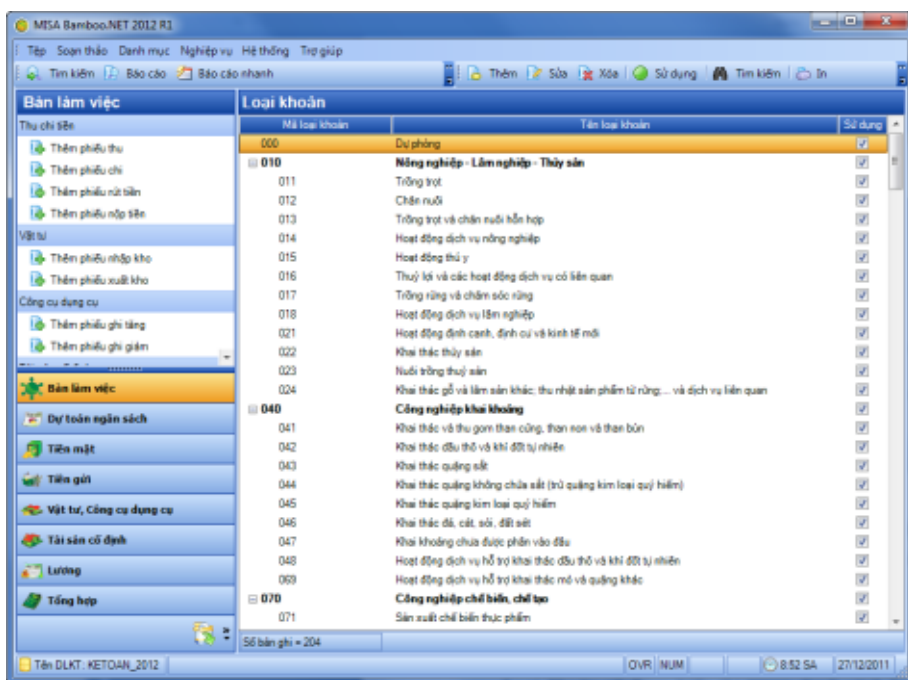 MISA Bamboo.NET 2012 R1
Tệp Soạn thảo Danh mục Nghiệp vụ Hệ thống Trợ giúp
Tìm kiếm Báo cáo Báo cáo nhanh Thêm Sửa Xóa Sử dụng Tìm kiếm In
Bàn làm việc
Thu chi tiền
Thêm phiếu thu
Thêm phiếu chi
Thêm phiếu rút tiền
Thêm phiếu nộp tiền
Vật tư
Thêm phiếu nhập kho
Thêm phiếu xuất kho
Công cụ dụng cụ
Thêm phiếu ghi tăng
Thêm phiếu ghi giảm
Bàn làm việc
Dự toán ngân sách
Tiền mặt
Tiền gửi
Vật tư, Công cụ dụng cụ
Tài sản cố định
Lương
Tổng hợp
Loại khoản
Mã loại khoản Tên loại khoản Sử dụng
000 Dự phòng
010 Nông nghiệp - Lâm nghiệp - Thủy sản
011 Trồng trọt
012 Chăn nuôi
013 Trồng trọt và chăn nuôi hỗn hợp
014 Hoạt động dịch vụ nông nghiệp
015 Hoạt động thú y
016 Thuỷ lợi và các hoạt động dịch vụ có liên quan
017 Trồng rừng và chăm sóc rừng
018 Hoạt động dịch vụ lâm nghiệp
021 Hoạt động định canh, định cư và kinh tế mới
022 Khai thác thủy sản
023 Nuôi trồng thuỷ sản
024 Khai thác gỗ và lâm sản khác; thu nhặt sản phẩm từ rừng;... và dịch vụ liên quan
040 Công nghiệp khai khoáng
041 Khai thác và thu gom than cứng, than non và than bùn
042 Khai thác dầu thô và khí đốt tự nhiên
043 Khai thác quặng sắt
044 Khai thác quặng không chứa sắt (trừ quặng kim loại quý hiếm)
045 Khai thác quặng kim loại quý hiếm
046 Khai thác đá, cát, sỏi, đất sét
047 Khai khoáng chưa được phân vào đâu
048 Hoạt động dịch vụ hỗ trợ khai thác dầu thô và khí đốt tự nhiên
069 Hoạt động dịch vụ hỗ trợ khai thác mỏ và quặng khác
070 Công nghiệp chế biến, chế tạo
071 Sản xuất chế biến thực phẩm
Số bản ghi = 204
Tên DLKT: KETOAN_2012 OVR NUM 8:52 SA 27/12/2011